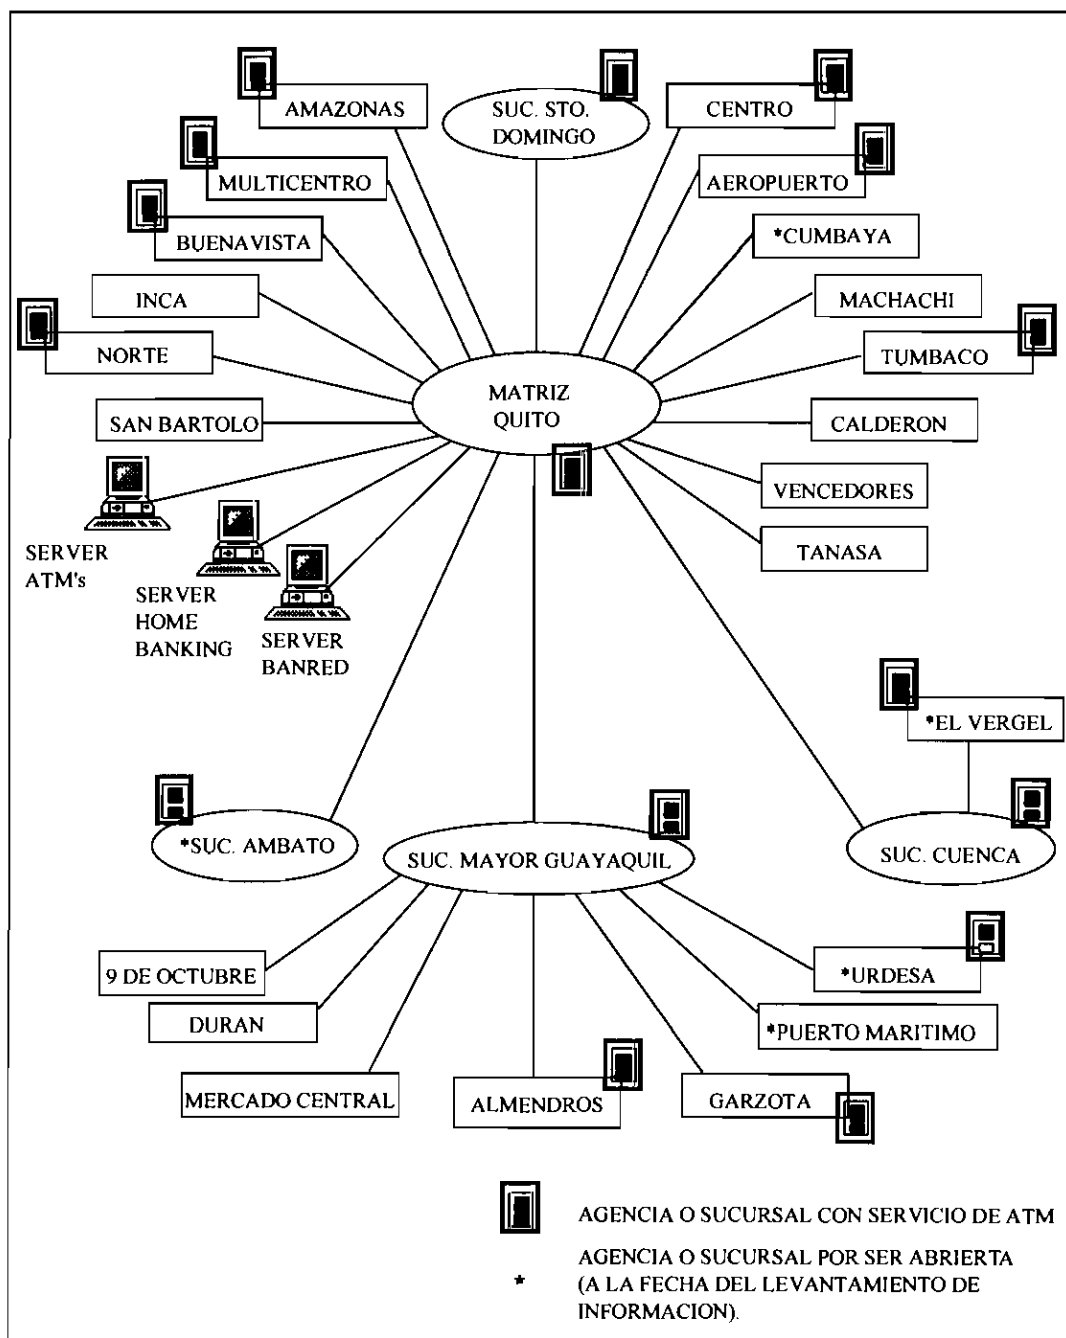 AMAZONAS
SUC. STO.
DOMINGO
CENTRO
MULTICENTRO
AEROPUERTO
BUENAVISTA
*CUMBAYA
INCA
MACHACHI
NORTE
TUMBACO
MATRIZ
QUITO
SAN BARTOLO
CALDERON
VENCEDORES
TANASA
SERVER
ATM's
SERVER
HOME
BANKING
SERVER
BANRED
*EL VERGEL
*SUC. AMBATO
SUC. MAYOR GUAYAQUIL
SUC. CUENCA
9 DE OCTUBRE
*URDESA
DURAN
*PUERTO MARITIMO
MERCADO CENTRAL
ALMENDROS
GARZOTA
AGENCIA O SUCURSAL CON SERVICIO DE ATM
* AGENCIA O SUCURSAL POR SER ABRIERTA
(A LA FECHA DEL LEVANTAMIENTO DE
INFORMACION).